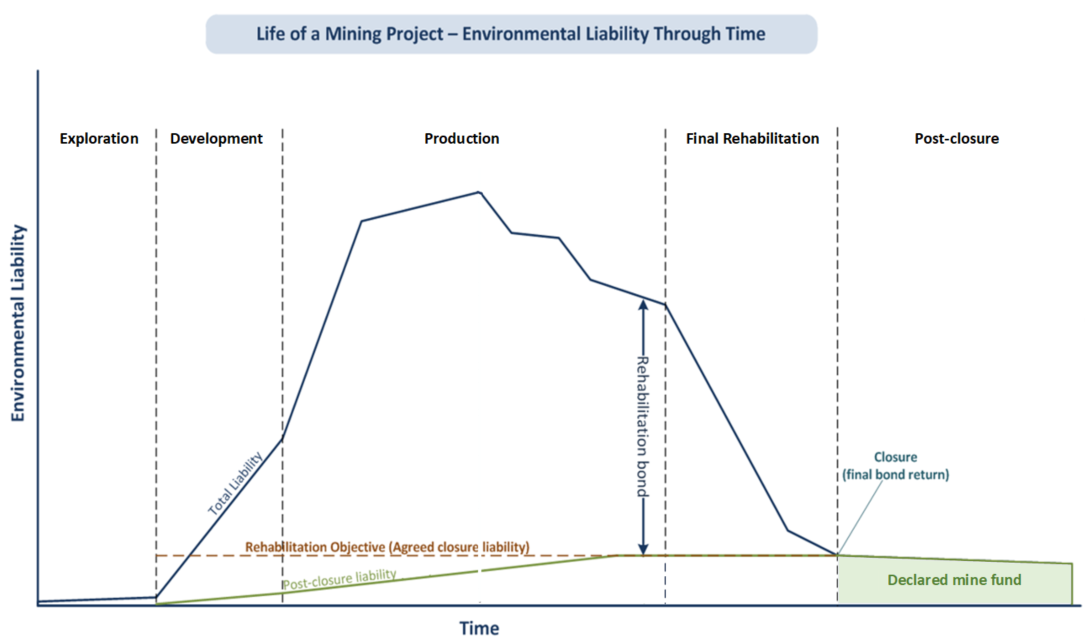 Life of a Mining Project – Environmental Liability Through Time
Exploration
Development
Production
Final Rehabilitation
Post-closure
Environmental Liability
Total Liability
Rehabilitation bond
Closure
(final bond return)
Rehabilitation Objective (Agreed closure liability)
Post-closure liability
Declared mine fund
Time